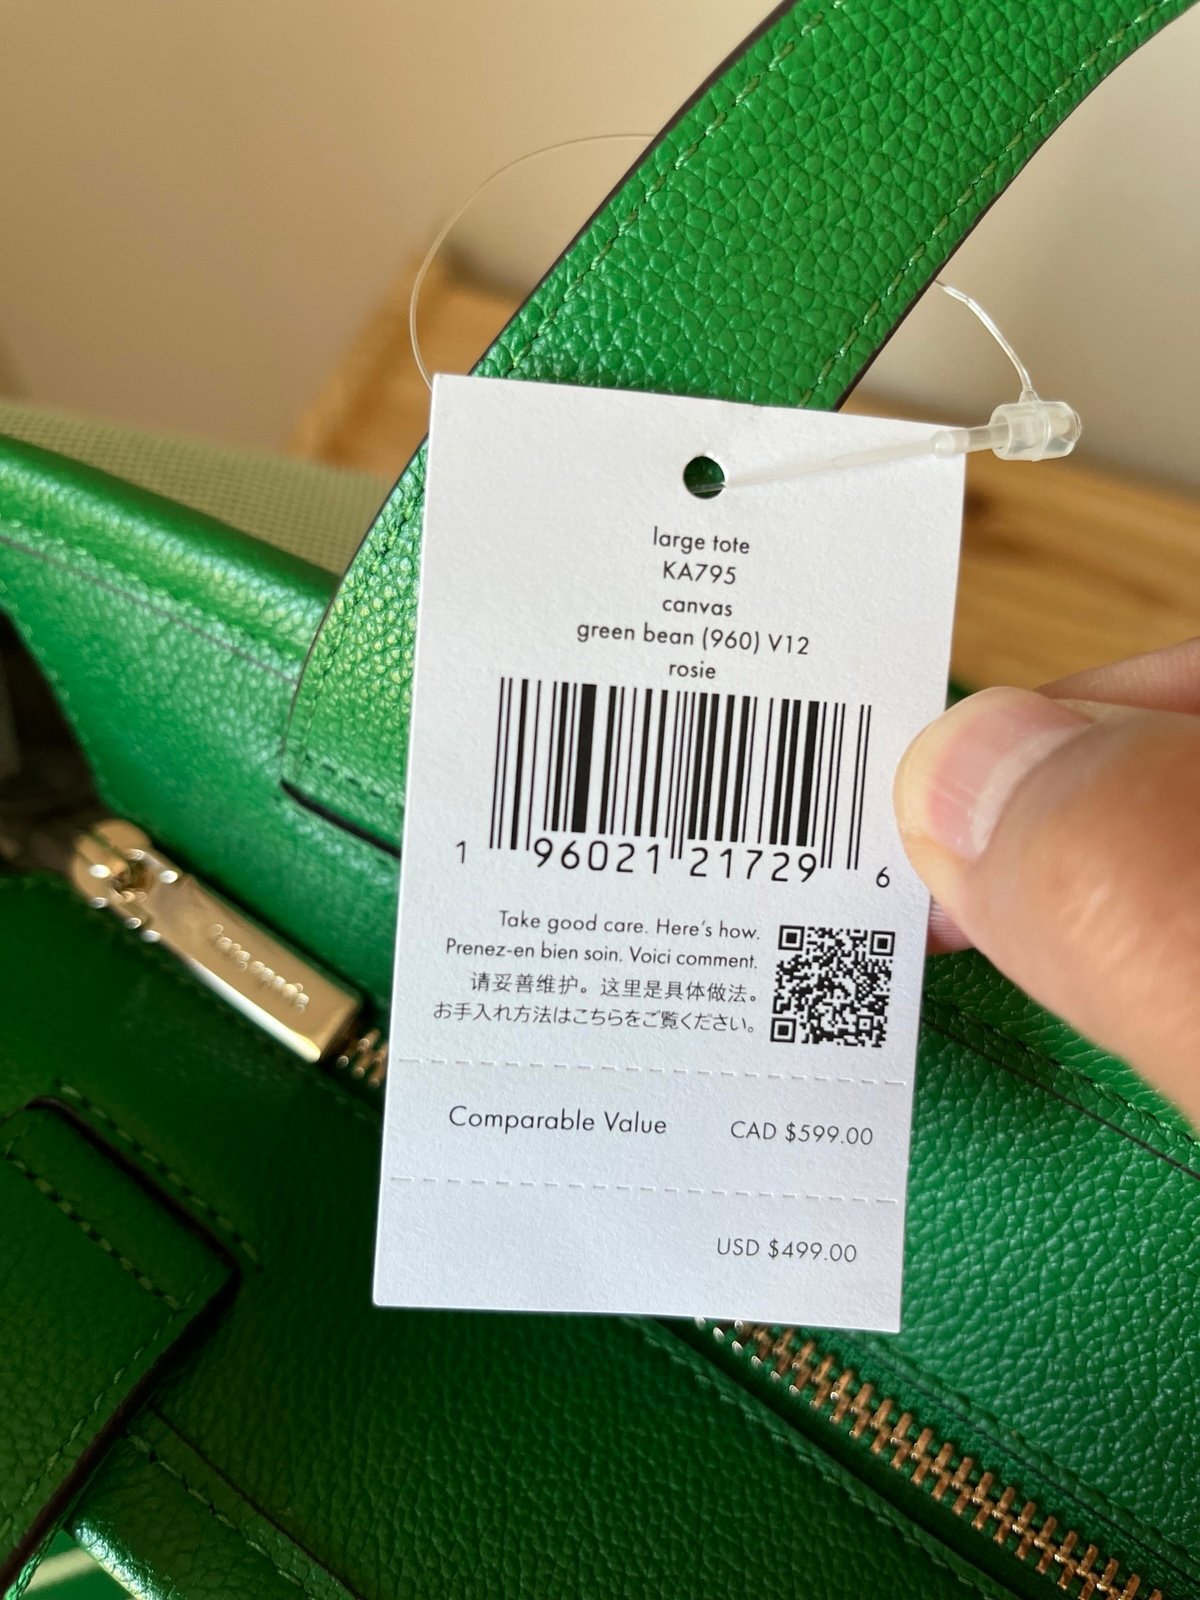 large tote
KA795
canvas
green bean (960) V12
rosie
1 96021 21729 6
Take good care. Here's how.
Prenez-en bien soin. Voici comment.
请妥善维护。这里是具体做法。
お手入れ方法はこちらをご覧ください。
Comparable Value CAD $599.00
USD $499.00